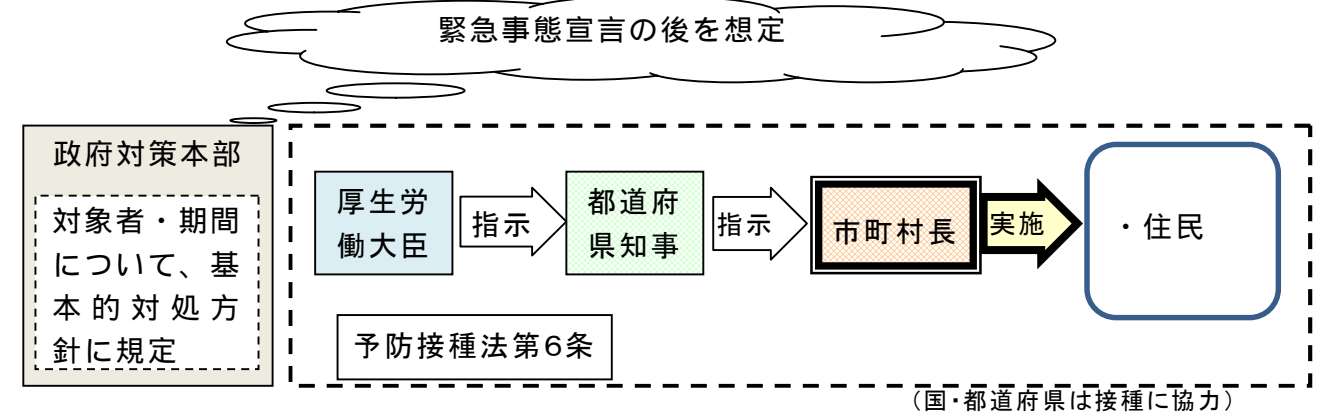 緊急事態宣言の後を想定
政府対策本部
対象者・期間
について、基
本的対処方
針に規定
厚生労
働大臣
指示
都道府
県知事
指示
市町村長
実施
・住民
予防接種法第6条
（国・都道府県は接種に協力）